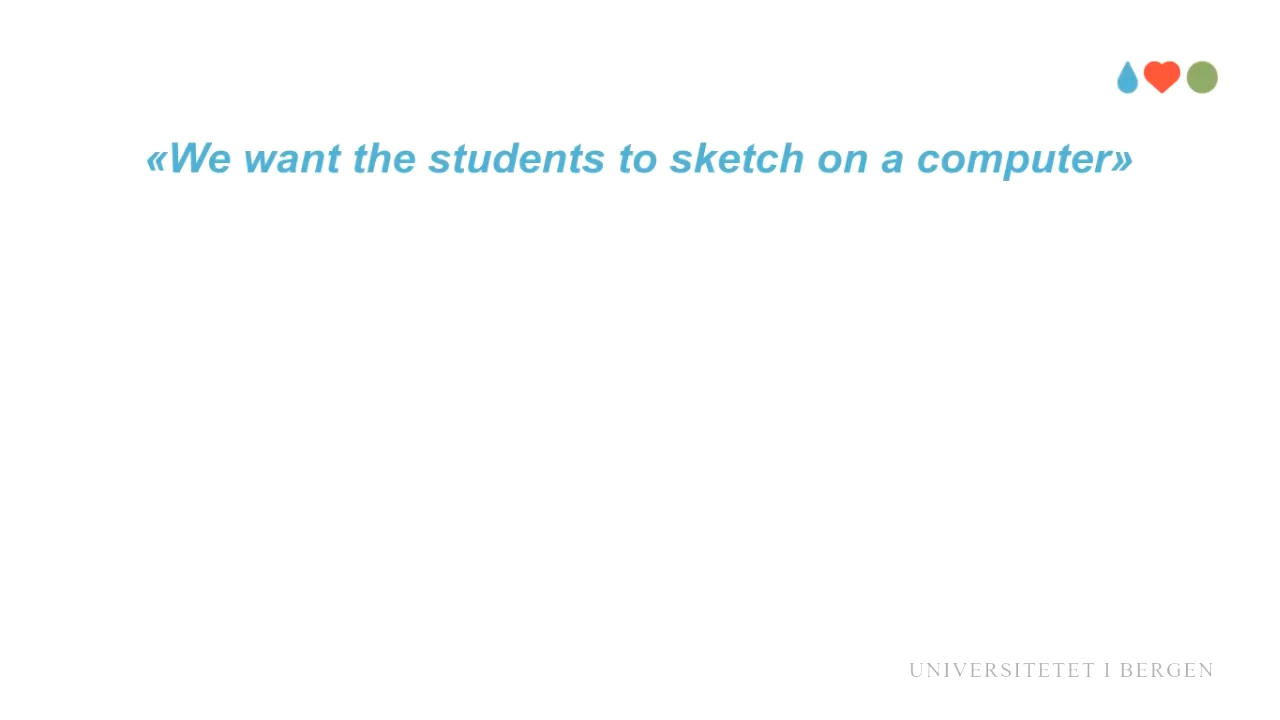 «We want the students to sketch on a computer»
UNIVERSITETET I BERGEN